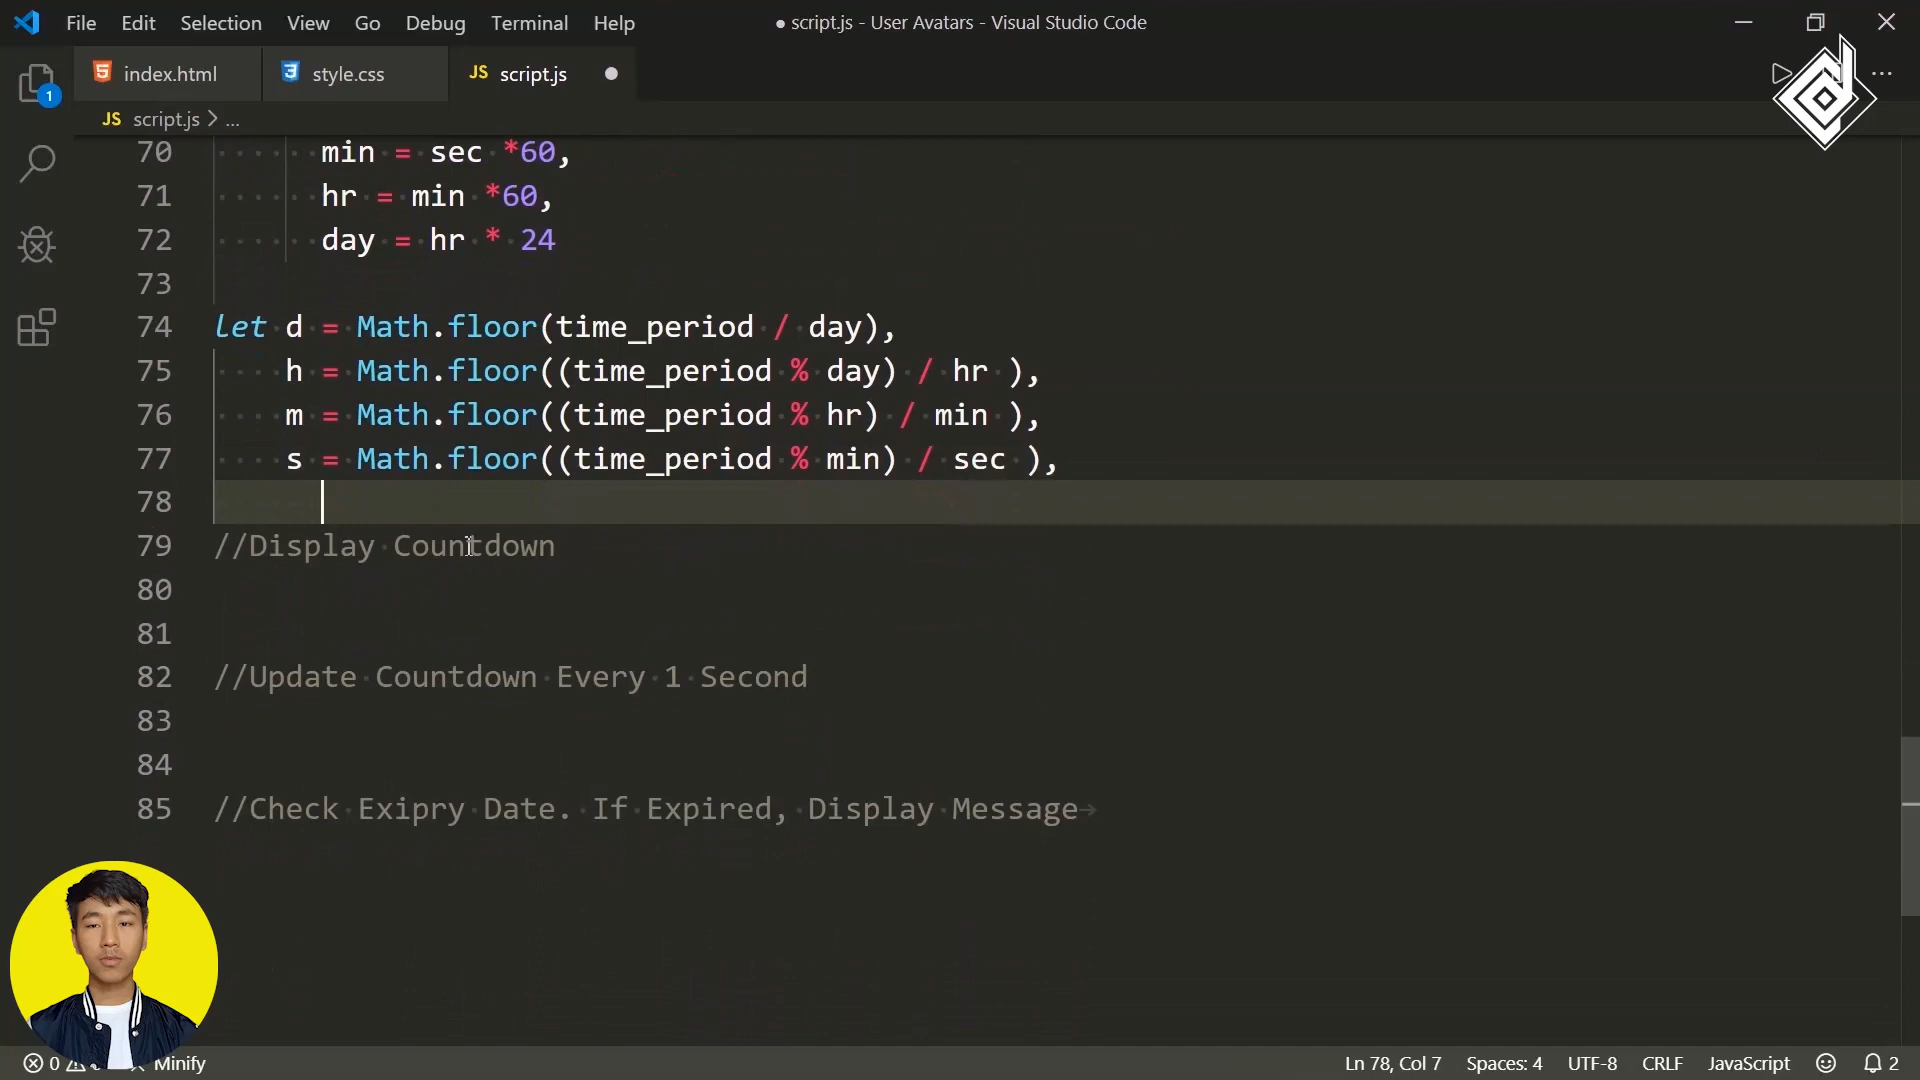 File Edit Selection View Go Debug Terminal Help
● script.js - User Avatars - Visual Studio Code
index.html
style.css
JS script.js
1
JS script.js > ...
70 min = sec *60,
71 hr = min *60,
72 day = hr * 24
73
74 let d = Math.floor(time_period / day),
75 h = Math.floor((time_period % day) / hr ),
76 m = Math.floor((time_period % hr) / min ),
77 s = Math.floor((time_period % min) / sec ),
78
79 //Display Countdown
80
81
82 //Update Countdown Every 1 Second
83
84
85 //Check Exipry Date. If Expired, Display Message
0 Minify
Ln 78, Col 7 Spaces: 4 UTF-8 CRLF JavaScript 2